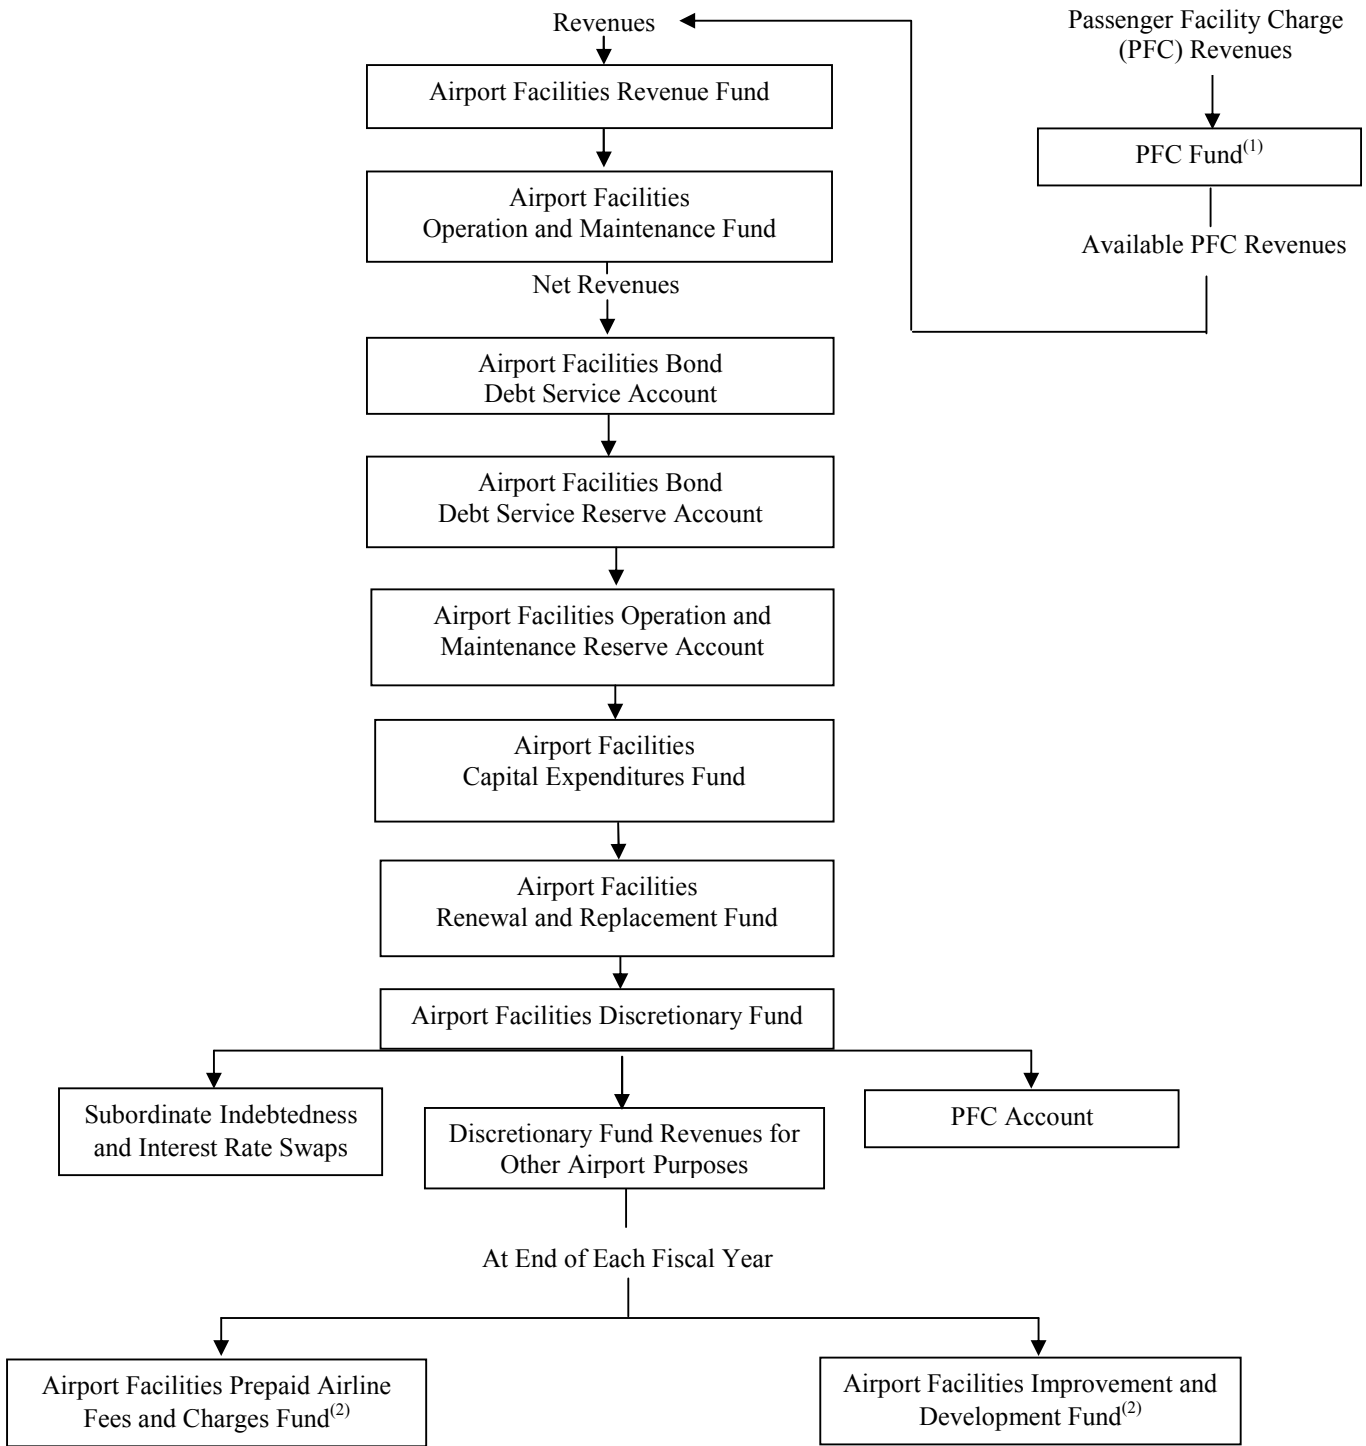 Revenues
Passenger Facility Charge
(PFC) Revenues
Airport Facilities Revenue Fund
PFC Fund(1)
Airport Facilities
Operation and Maintenance Fund
Available PFC Revenues
Net Revenues
Airport Facilities Bond
Debt Service Account
Airport Facilities Bond
Debt Service Reserve Account
Airport Facilities Operation and
Maintenance Reserve Account
Airport Facilities
Capital Expenditures Fund
Airport Facilities
Renewal and Replacement Fund
Airport Facilities Discretionary Fund
Subordinate Indebtedness
and Interest Rate Swaps
Discretionary Fund Revenues for
Other Airport Purposes
PFC Account
At End of Each Fiscal Year
Airport Facilities Prepaid Airline
Fees and Charges Fund(2)
Airport Facilities Improvement and
Development Fund(2)